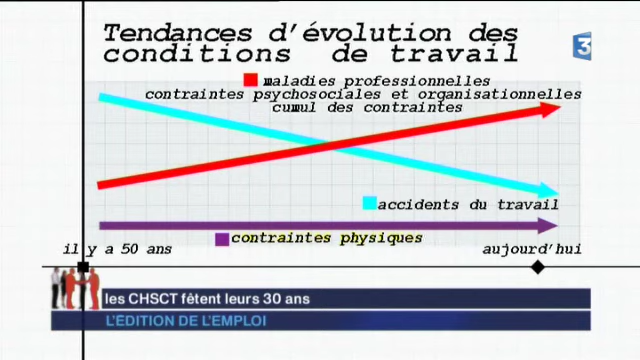 Tendances d'évolution des
conditions de travail
3
maladies professionnelles
contraintes psychosociales et organisationnelles
cumul des contraintes
accidents du travail
contraintes physiques
il y a 50 ans
aujourd'hui
les CHSCT fêtent leurs 30 ans
L'ÉDITION DE L'EMPLOI